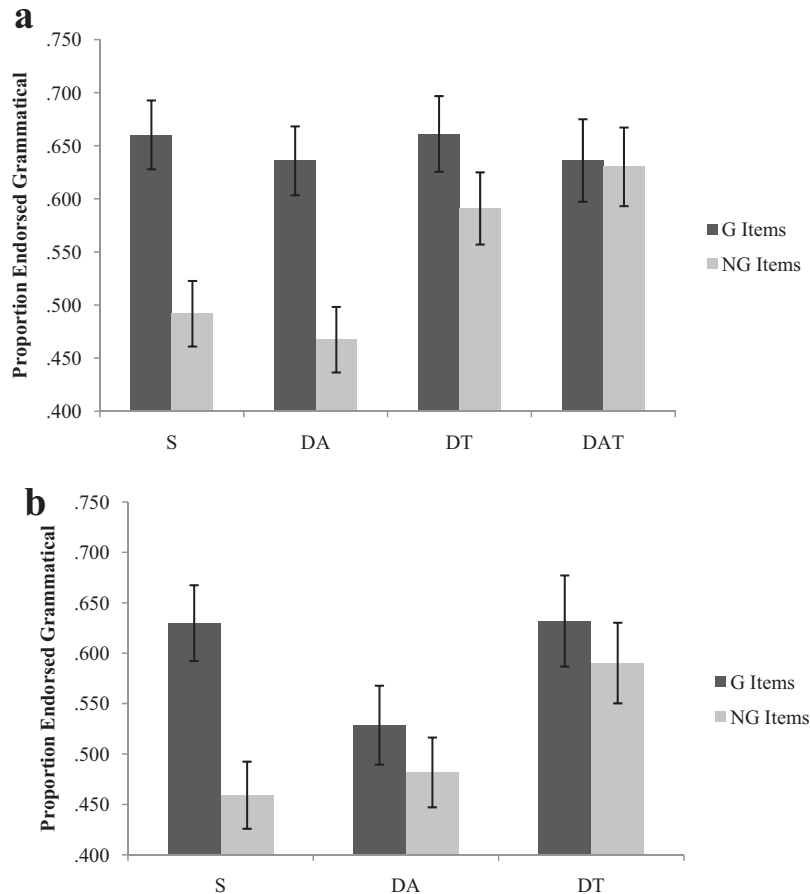 a
Proportion Endorsed Grammatical
.750
.700
.650
.600
.550
.500
.450
.400
S DA DT DAT
G Items
NG Items
b
Proportion Endorsed Grammatical
.750
.700
.650
.600
.550
.500
.450
.400
S DA DT
G Items
NG Items